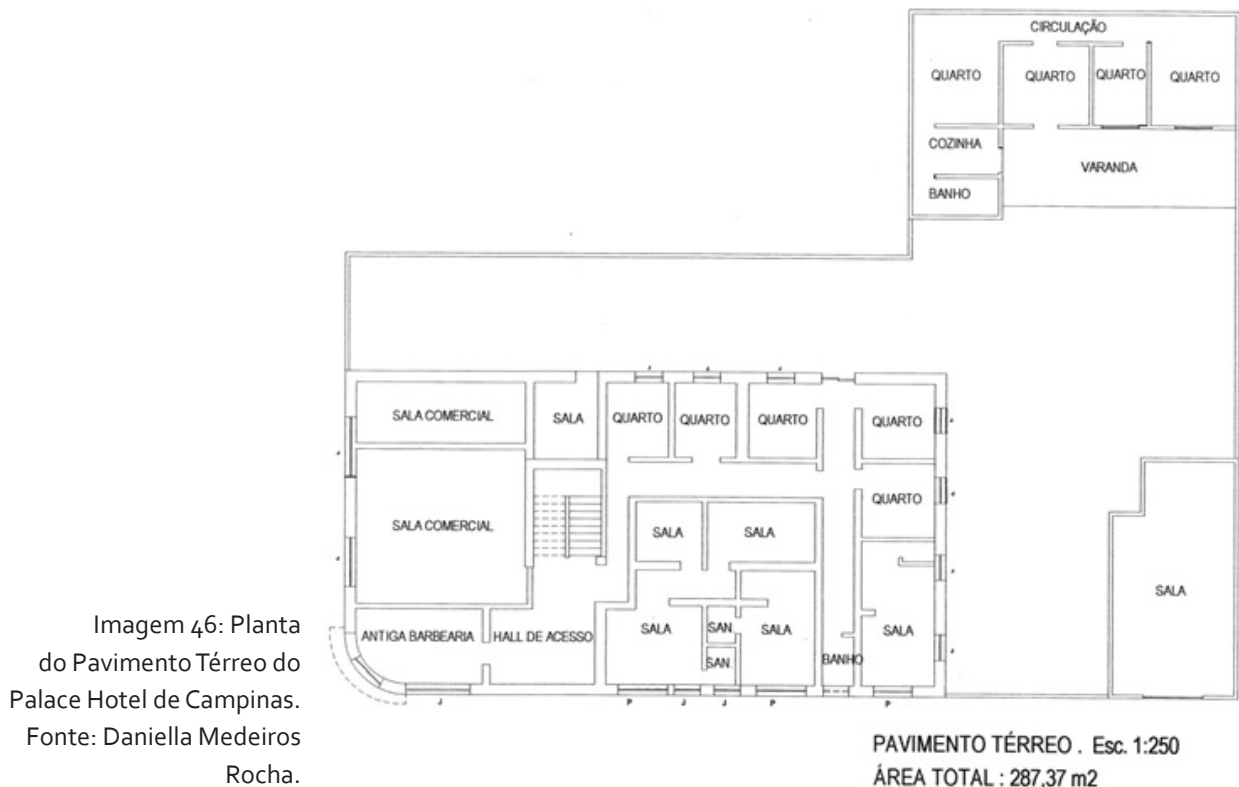 CIRCULAÇÃO
QUARTO
QUARTO
QUARTO
QUARTO
COZINHA
VARANDA
BANHO
SALA COMERCIAL
SALA
QUARTO
QUARTO
QUARTO
QUARTO
QUARTO
SALA COMERCIAL
SALA
SALA
SALA
ANTIGA BARBEARIA
HALL DE ACESSO
SALA
SAN.
SAN.
SALA
BANHO
SALA
J
P
J
J
P
P
Imagem 46: Planta
do Pavimento Térreo do
Palace Hotel de Campinas.
Fonte: Daniella Medeiros
Rocha.
PAVIMENTO TÉRREO . Esc. 1:250
ÁREA TOTAL : 287,37 m2